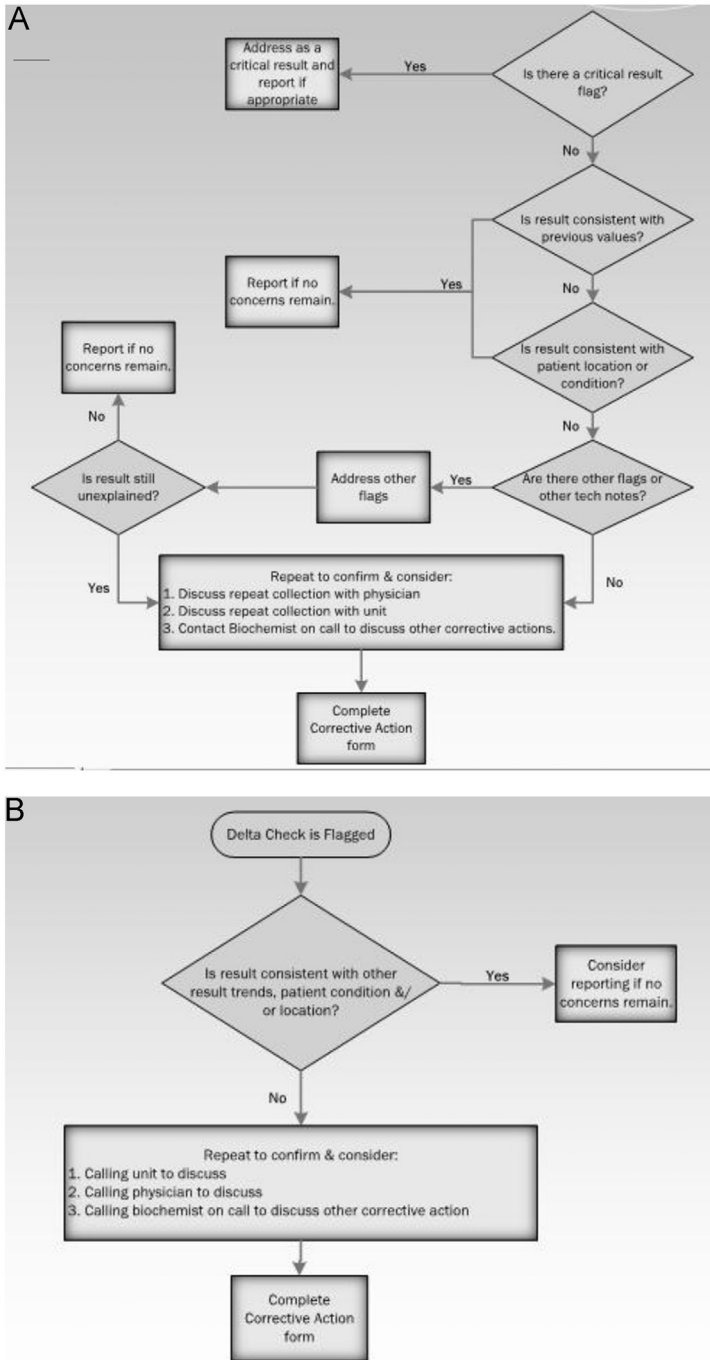 A
Address as a
critical result and
report if
appropriate
Yes
Is there a critical result
flag?
No
Is result consistent with
previous values?
Report if no
concerns remain.
Yes
No
Is result consistent with
patient location or
condition?
Report if no
concerns remain.
No
No
Is result still
unexplained?
Address other
flags
Yes
Are there other flags or
other tech notes?
Yes
No
Repeat to confirm & consider:
1. Discuss repeat collection with physician
2. Discuss repeat collection with unit
3. Contact Biochemist on call to discuss other corrective actions.
Complete
Corrective Action
form
B
Delta Check is Flagged
Is result consistent with other
result trends, patient condition &/
or location?
Yes
Consider
reporting if no
concerns remain.
No
Repeat to confirm & consider:
1. Calling unit to discuss
2. Calling physician to discuss
3. Calling biochemist on call to discuss other corrective action
Complete
Corrective Action
form